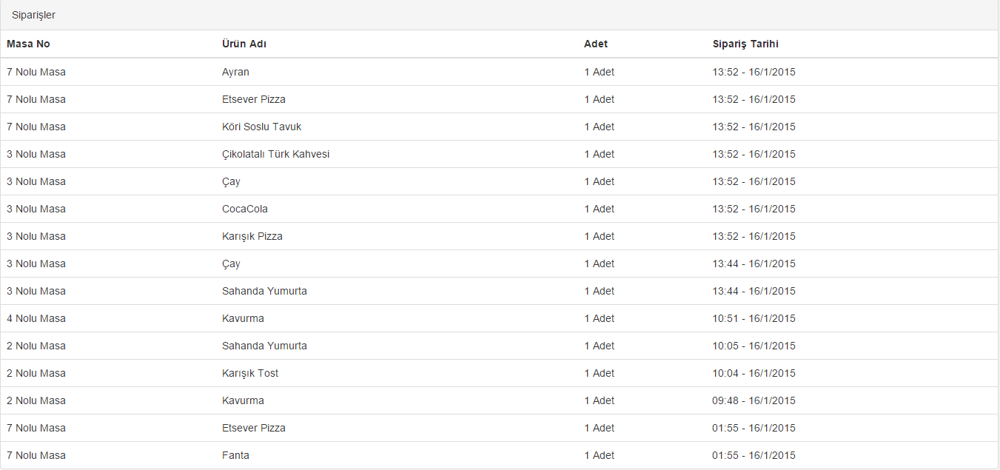 Siparişler
Masa No Ürün Adı Adet Sipariş Tarihi
7 Nolu Masa Ayran 1 Adet 13:52 - 16/1/2015
7 Nolu Masa Etsever Pizza 1 Adet 13:52 - 16/1/2015
7 Nolu Masa Köri Soslu Tavuk 1 Adet 13:52 - 16/1/2015
3 Nolu Masa Çikolatalı Türk Kahvesi 1 Adet 13:52 - 16/1/2015
3 Nolu Masa Çay 1 Adet 13:52 - 16/1/2015
3 Nolu Masa CocaCola 1 Adet 13:52 - 16/1/2015
3 Nolu Masa Karışık Pizza 1 Adet 13:52 - 16/1/2015
3 Nolu Masa Çay 1 Adet 13:44 - 16/1/2015
3 Nolu Masa Sahanda Yumurta 1 Adet 13:44 - 16/1/2015
4 Nolu Masa Kavurma 1 Adet 10:51 - 16/1/2015
2 Nolu Masa Sahanda Yumurta 1 Adet 10:05 - 16/1/2015
2 Nolu Masa Karışık Tost 1 Adet 10:04 - 16/1/2015
2 Nolu Masa Kavurma 1 Adet 09:48 - 16/1/2015
7 Nolu Masa Etsever Pizza 1 Adet 01:55 - 16/1/2015
7 Nolu Masa Fanta 1 Adet 01:55 - 16/1/2015